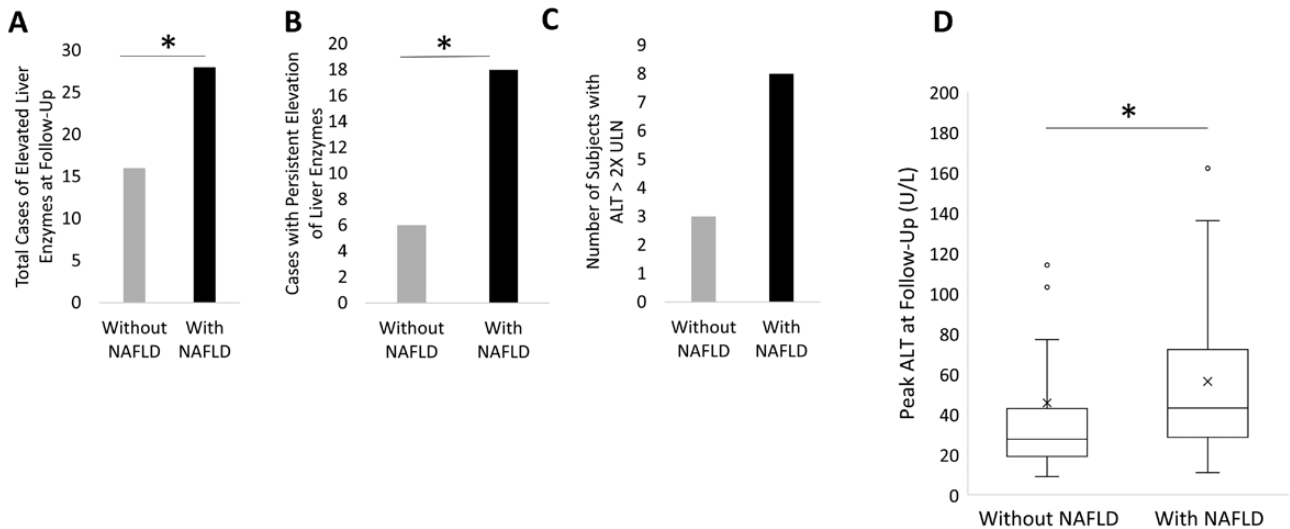 A
Total Cases of Elevated Liver
Enzymes at Follow-Up
30
25
20
15
10
5
0
*
Without
NAFLD
With
NAFLD
B
Cases with Persistent Elevation
of Liver Enzymes
20
18
16
14
12
10
8
6
4
2
0
*
Without
NAFLD
With
NAFLD
C
Number of Subjects with
ALT > 2X ULN
9
8
7
6
5
4
3
2
1
0
Without
NAFLD
With
NAFLD
D
Peak ALT at Follow-Up (U/L)
200
180
160
140
120
100
80
60
40
20
0
*
Without NAFLD
With NAFLD